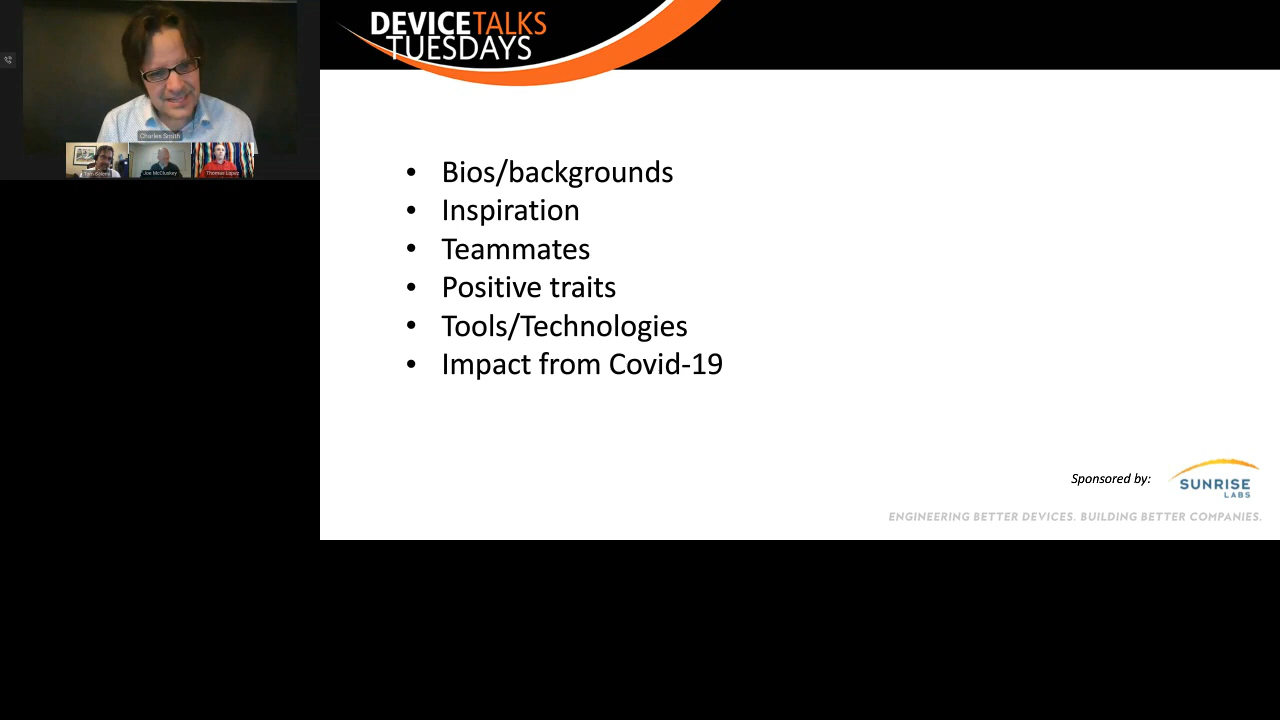 DEVICETALKS
TUESDAYS
Charles Smith
Joe McCluskey
Thomas Lopez
• Bios/backgrounds
• Inspiration
• Teammates
• Positive traits
• Tools/Technologies
• Impact from Covid-19
Sponsored by:
SUNRISE
LABS
ENGINEERING BETTER DEVICES. BUILDING BETTER COMPANIES.